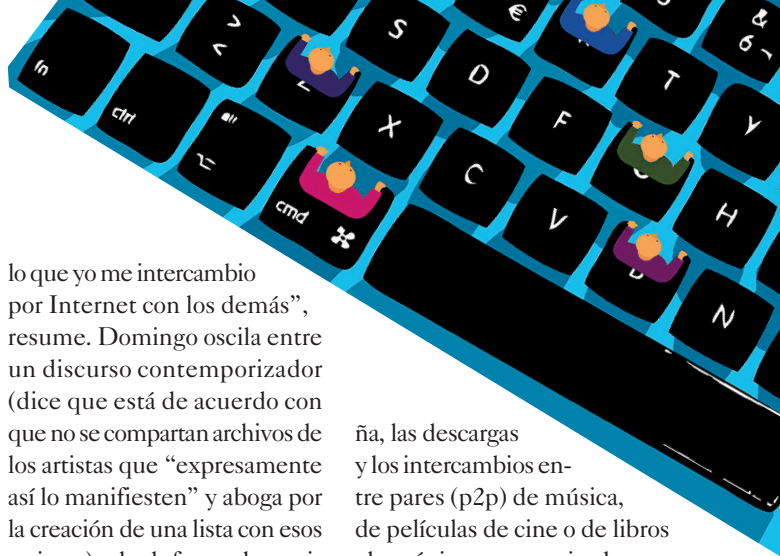 fn
ctrl
alt
cmd
S
D
F
X
C
V
T
Y
H
N
€
&
6 ¬
>
<
lo que yo me intercambio
por Internet con los demás”,
resume. Domingo oscila entre
un discurso contemporizador
(dice que está de acuerdo con
que no se compartan archivos de
los artistas que “expresamente
así lo manifiesten” y aboga por
la creación de una lista con esos
ña, las descargas
y los intercambios en-
tre pares (p2p) de música,
de películas de cine o de libros